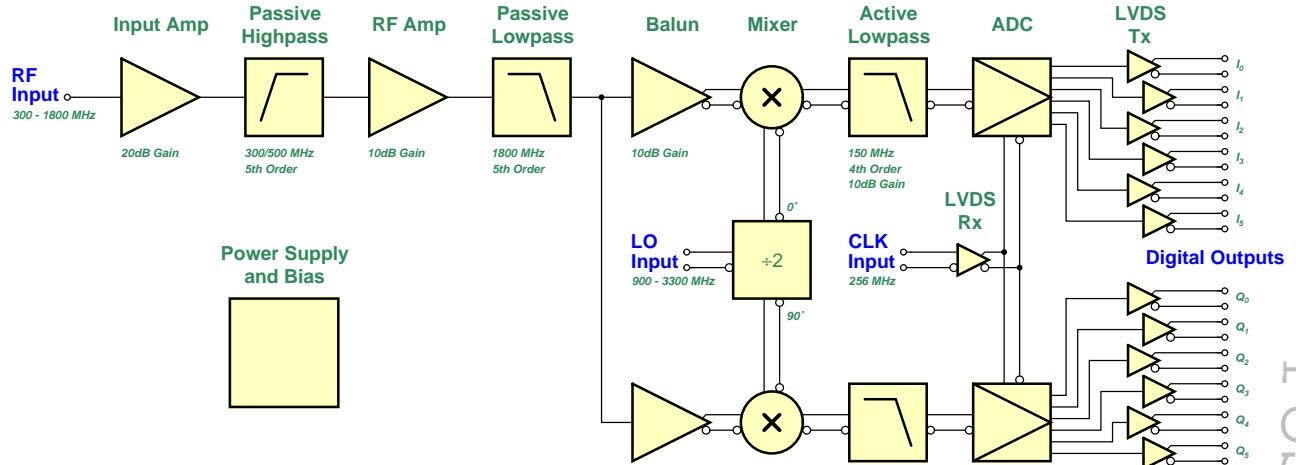 Input Amp
Passive
Highpass
RF Amp
Passive
Lowpass
Balun
Mixer
Active
Lowpass
ADC
LVDS
Tx
RF
Input
300 - 1800 MHz
20dB Gain
300/500 MHz
5th Order
10dB Gain
1800 MHz
5th Order
10dB Gain
150 MHz
4th Order
10dB Gain
I0
I1
I2
I3
I4
I5
LVDS
Rx
0°
LO
Input
900 - 3300 MHz
÷2
90°
CLK
Input
256 MHz
Digital Outputs
Power Supply
and Bias
Q0
Q1
Q2
Q3
Q4
Q5